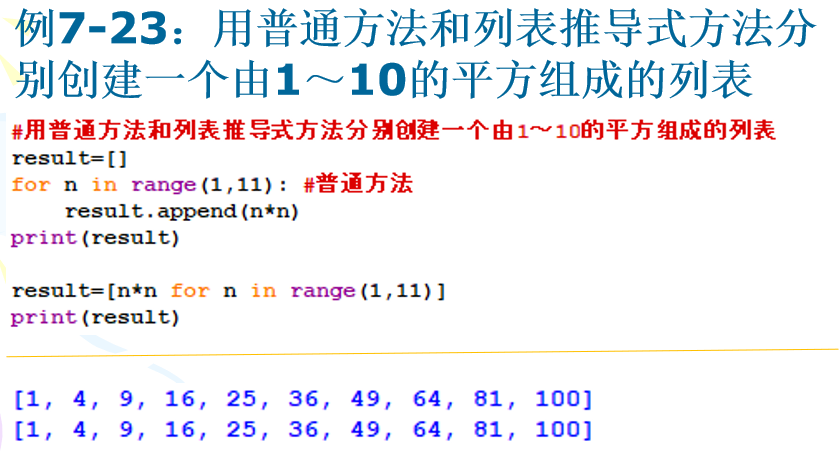 例7-23：用普通方法和列表推导式方法分
别创建一个由1～10的平方组成的列表
#用普通方法和列表推导式方法分别创建一个由1～10的平方组成的列表
result=[]
for n in range(1,11): #普通方法
    result.append(n*n)
print(result)
result=[n*n for n in range(1,11)]
print(result)
[1, 4, 9, 16, 25, 36, 49, 64, 81, 100]
[1, 4, 9, 16, 25, 36, 49, 64, 81, 100]